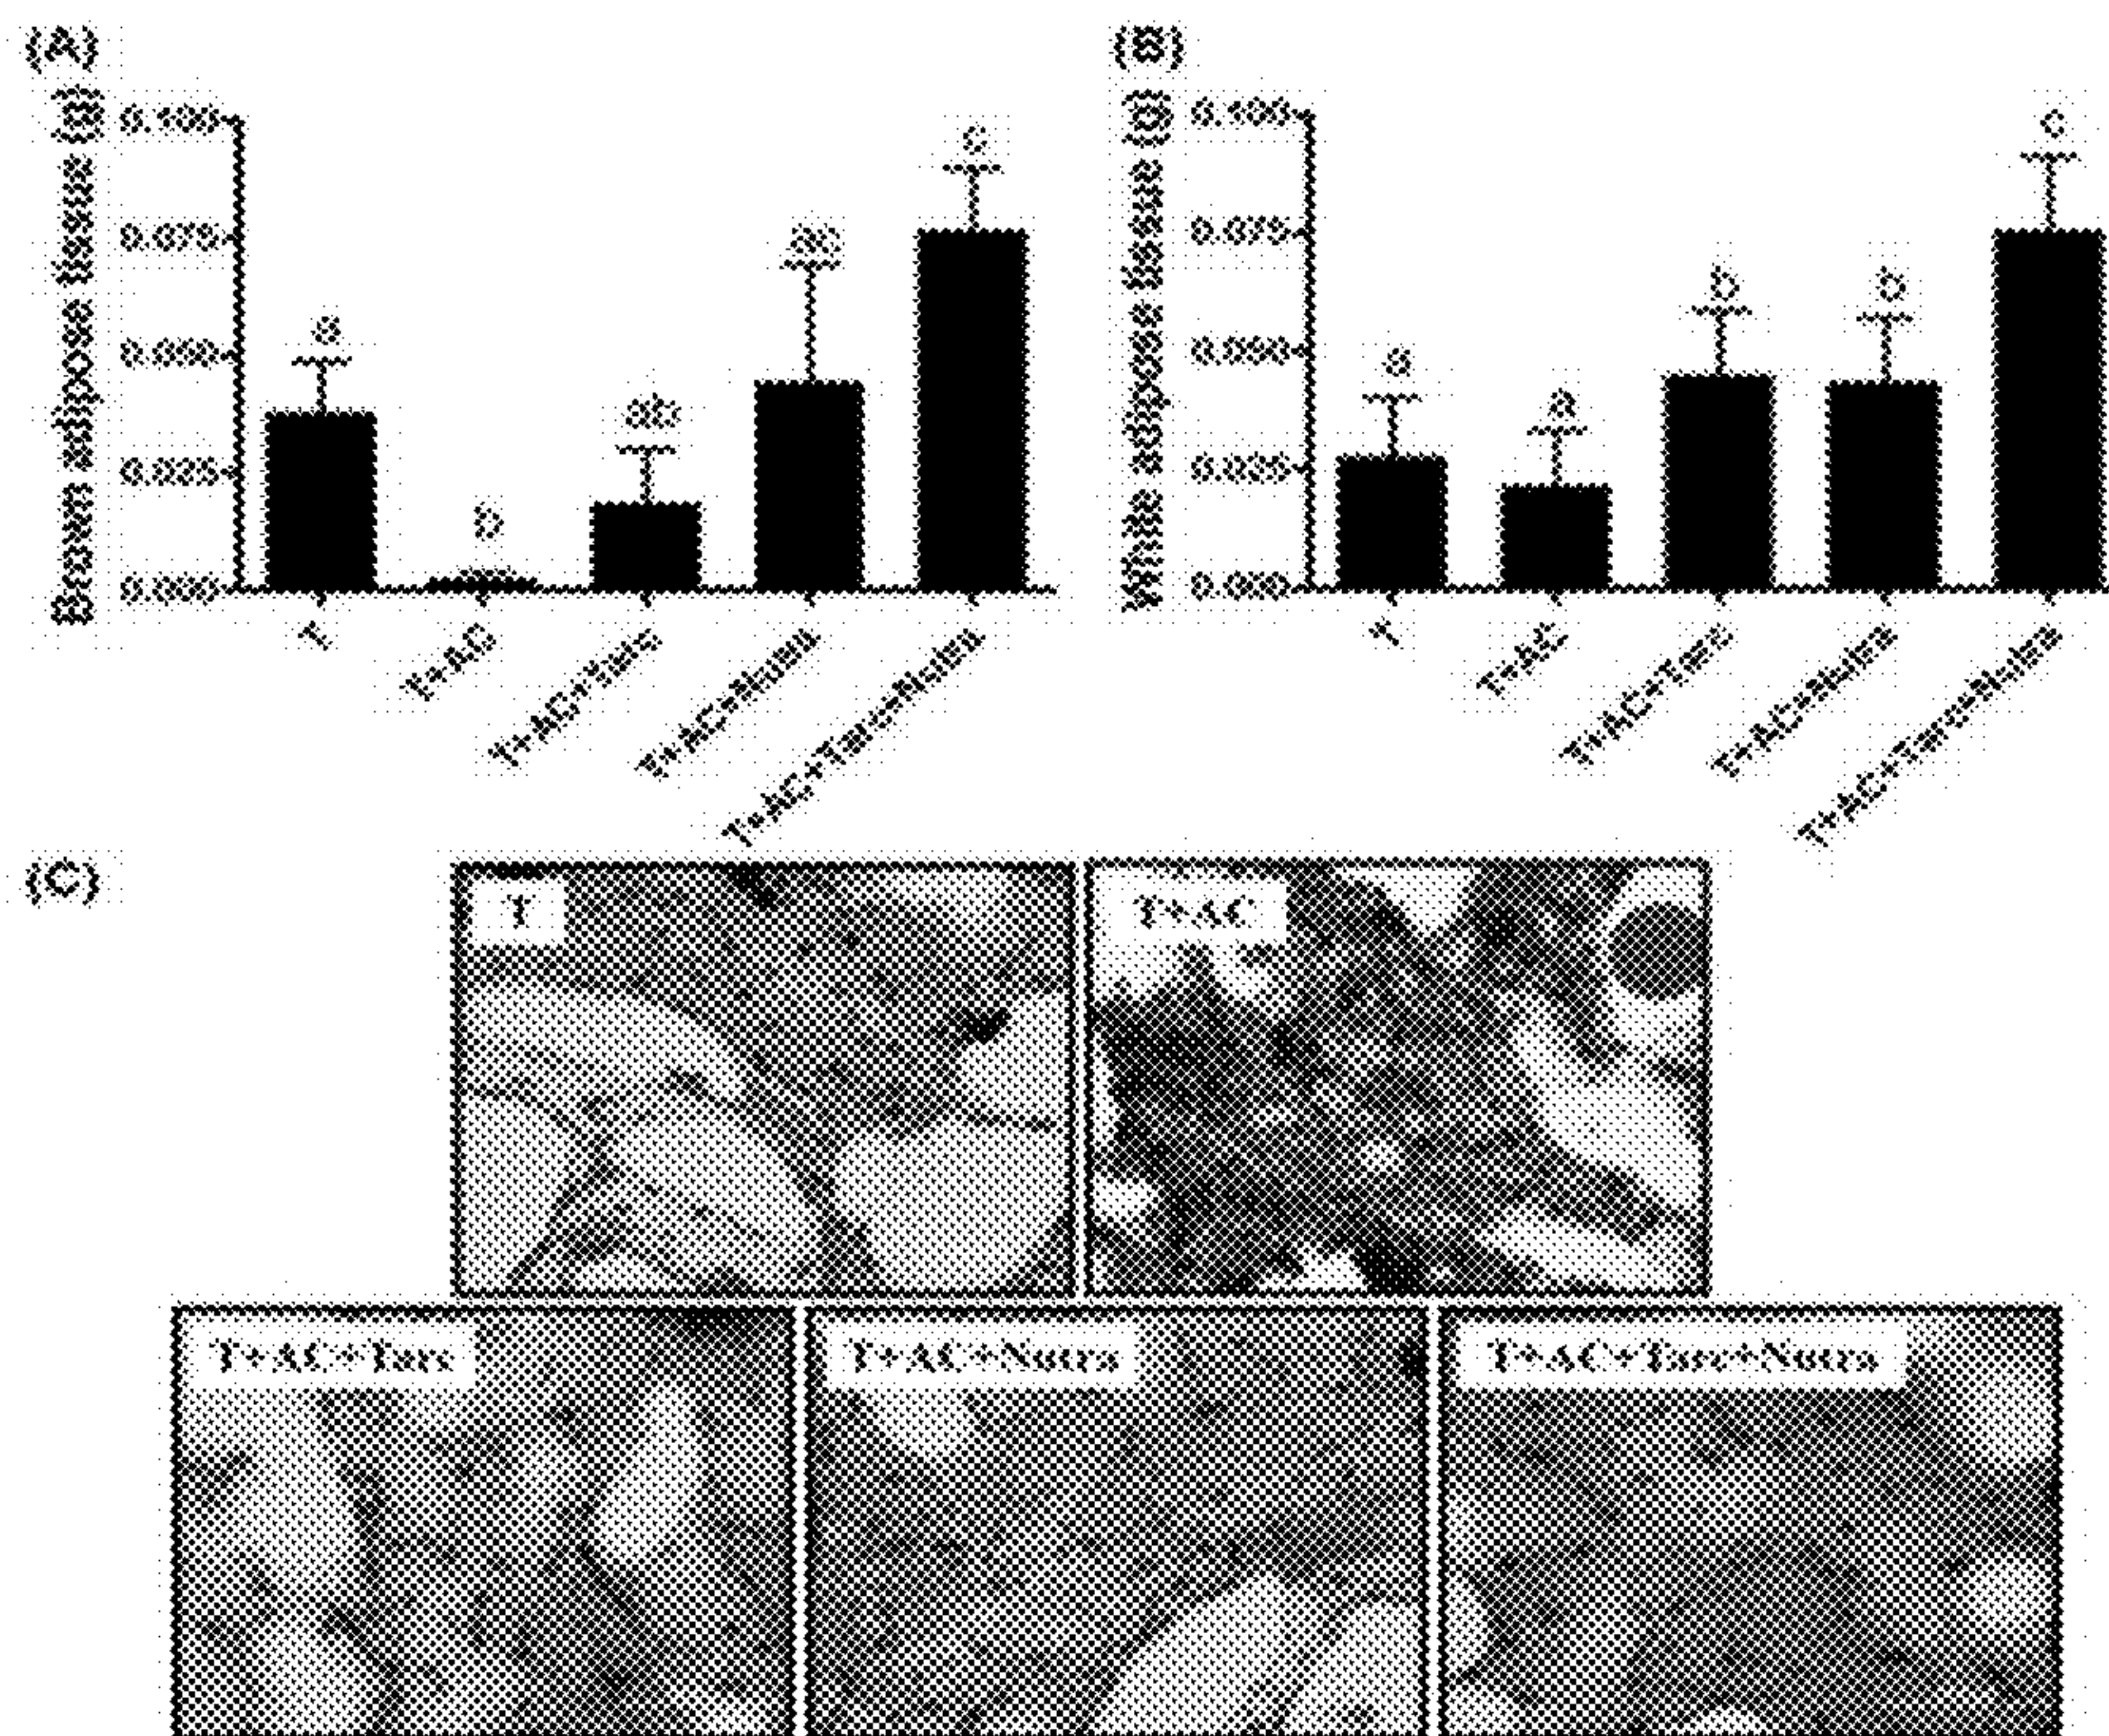 (A)
Brown adipose tissue (g)
0.100
0.075
0.050
0.025
0.000
a
b
ab
ac
c
T
T+AC
T+AC+Tarc
T+AC+Nutra
T+AC+Tarc+Nutra
(B)
White adipose tissue (g)
0.100
0.075
0.050
0.025
0.000
a
a
b
b
c
T
T+AC
T+AC+Tarc
T+AC+Nutra
T+AC+Tarc+Nutra
(C)
T
T+AC
T+AC+Tarc
T+AC+Nutra
T+AC+Tarc+Nutra